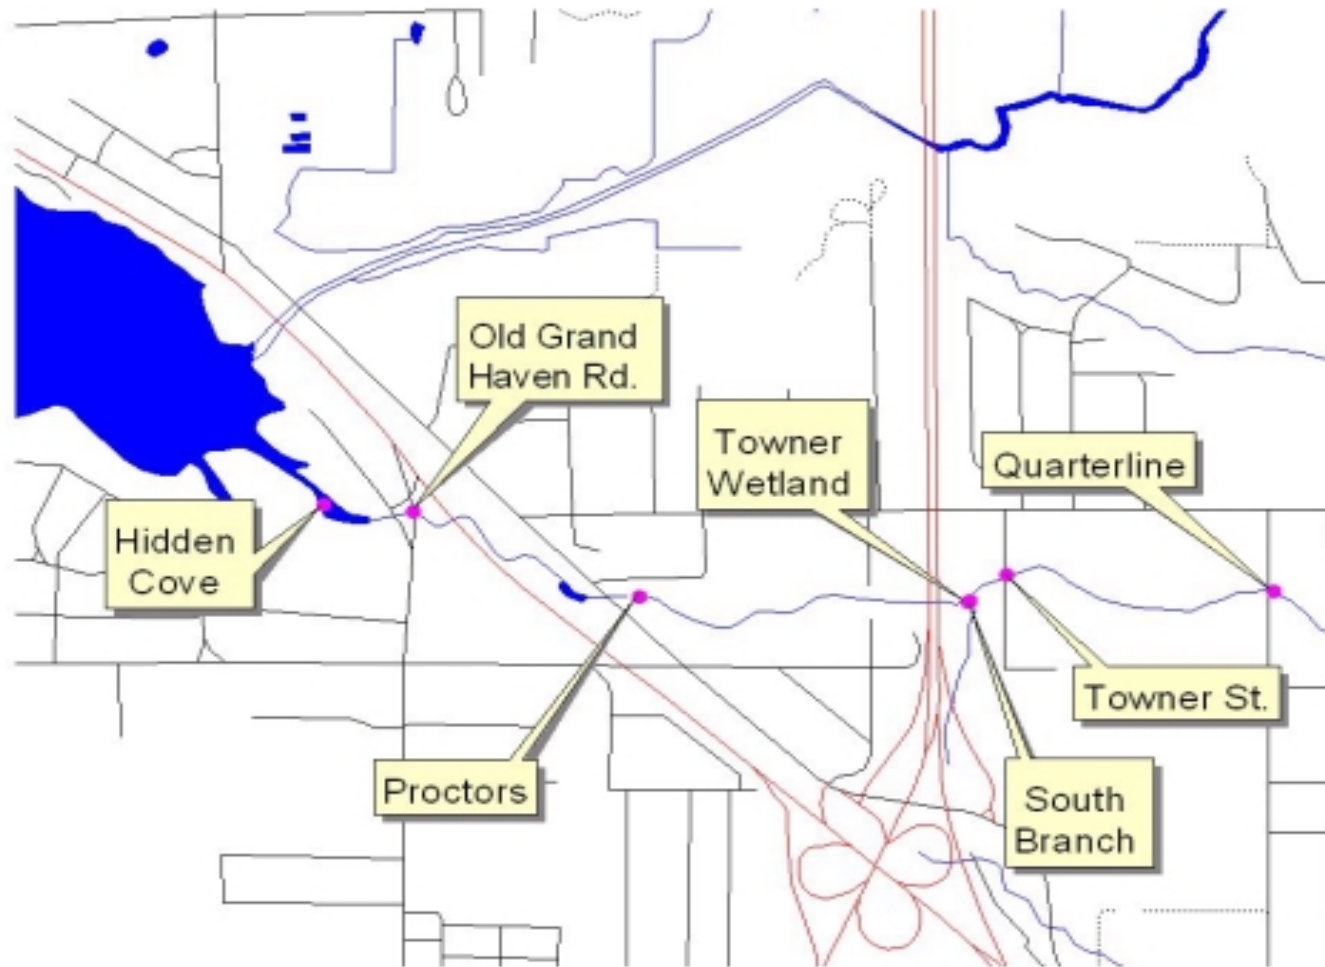 Old Grand
Haven Rd.
Towner
Wetland
Quarterline
Hidden
Cove
Towner St.
Proctors
South
Branch